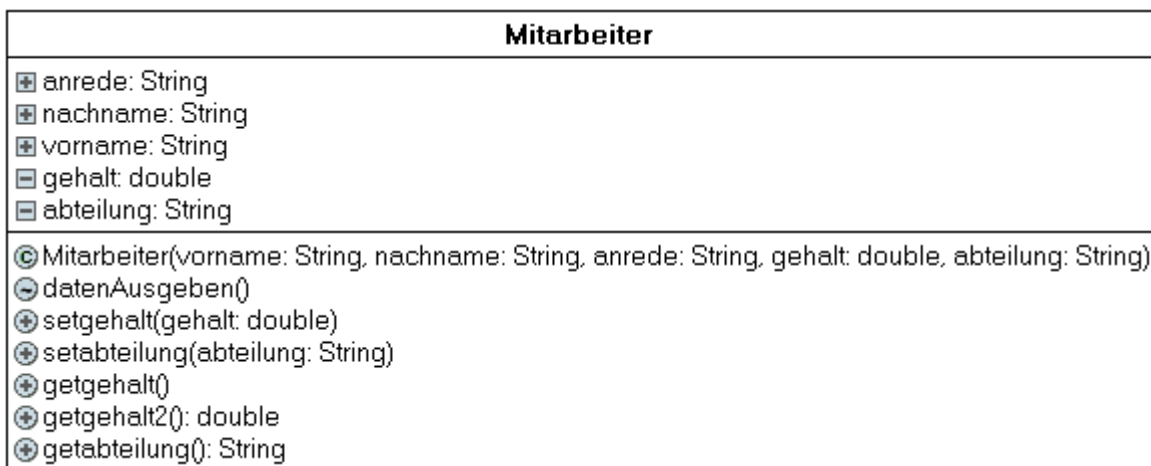 Mitarbeiter
anrede: String
nachname: String
vorname: String
gehalt: double
abteilung: String
Mitarbeiter(vorname: String, nachname: String, anrede: String, gehalt: double, abteilung: String)
datenAusgeben()
setgehalt(gehalt: double)
setabteilung(abteilung: String)
getgehalt()
getgehalt2(): double
getabteilung(): String